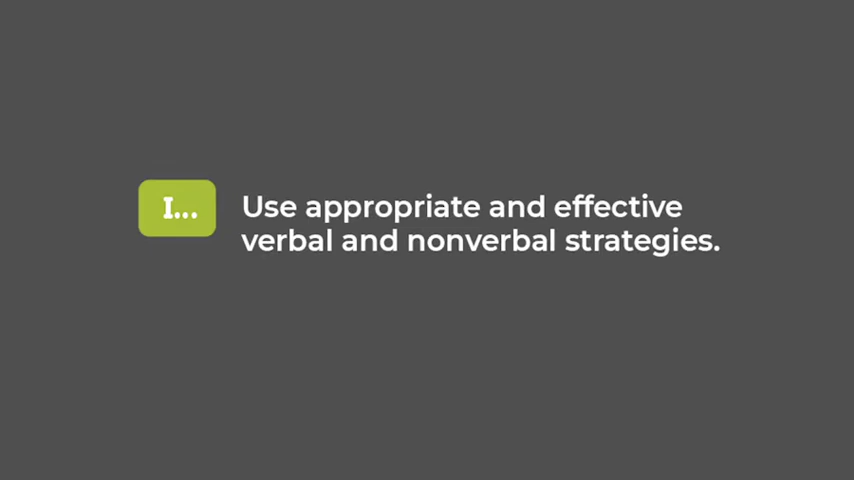 I... Use appropriate and effective
verbal and nonverbal strategies.